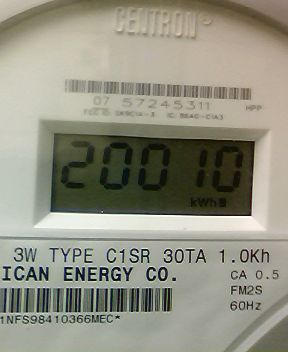 CENTRON®
07 57245311 HPP
20010
kWh
3W TYPE C1SR 30TA 1.0Kh
ICAN ENERGY CO. CA 0.5
FM2S
60Hz
1NFS98410366MEC*